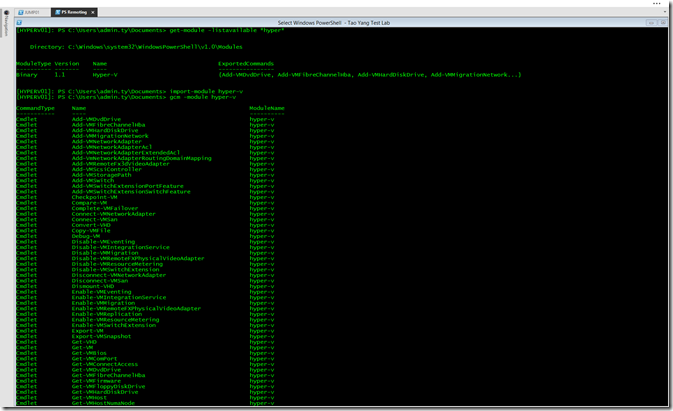 PS Remoting
Navigation
Select Windows PowerShell - Tao Yang Test Lab
[HYPERV01]: PS C:\Users\admin.ty\Documents> get-module -listavailable *hyper*
Directory: C:\Windows\system32\WindowsPowerShell\v1.0\Modules
ModuleType Version Name ExportedCommands
Binary 1.1 Hyper-V {Add-VMDvdDrive, Add-VMFibreChannelHba, Add-VMHardDiskDrive, Add-VMMigrationNetwork...}
[HYPERV01]: PS C:\Users\admin.ty\Documents> import-module hyper-v
[HYPERV01]: PS C:\Users\admin.ty\Documents> gcm -module hyper-v
CommandType Name ModuleName
Cmdlet Add-VMDvdDrive hyper-v
Cmdlet Add-VMFibreChannelHba hyper-v
Cmdlet Add-VMHardDiskDrive hyper-v
Cmdlet Add-VMMigrationNetwork hyper-v
Cmdlet Add-VMNetworkAdapter hyper-v
Cmdlet Add-VMNetworkAdapterAcl hyper-v
Cmdlet Add-VMNetworkAdapterExtendedAcl hyper-v
Cmdlet Add-VMNetworkAdapterRoutingDomainMapping hyper-v
Cmdlet Add-VMRemoteFx3dVideoAdapter hyper-v
Cmdlet Add-VMScsiController hyper-v
Cmdlet Add-VMStoragePath hyper-v
Cmdlet Add-VMSwitch hyper-v
Cmdlet Add-VMSwitchExtensionPortFeature hyper-v
Cmdlet Add-VMSwitchExtensionSwitchFeature hyper-v
Cmdlet Checkpoint-VM hyper-v
Cmdlet Compare-VM hyper-v
Cmdlet Complete-VMFailover hyper-v
Cmdlet Connect-VMNetworkAdapter hyper-v
Cmdlet Connect-VMSan hyper-v
Cmdlet Convert-VHD hyper-v
Cmdlet Copy-VMFile hyper-v
Cmdlet Debug-VM hyper-v
Cmdlet Disable-VMEventing hyper-v
Cmdlet Disable-VMIntegrationService hyper-v
Cmdlet Disable-VMMigration hyper-v
Cmdlet Disable-VMRemoteFXPhysicalVideoAdapter hyper-v
Cmdlet Disable-VMResourceMetering hyper-v
Cmdlet Disable-VMSwitchExtension hyper-v
Cmdlet Disconnect-VMNetworkAdapter hyper-v
Cmdlet Disconnect-VMSan hyper-v
Cmdlet Dismount-VHD hyper-v
Cmdlet Enable-VMEventing hyper-v
Cmdlet Enable-VMIntegrationService hyper-v
Cmdlet Enable-VMMigration hyper-v
Cmdlet Enable-VMRemoteFXPhysicalVideoAdapter hyper-v
Cmdlet Enable-VMReplication hyper-v
Cmdlet Enable-VMResourceMetering hyper-v
Cmdlet Enable-VMSwitchExtension hyper-v
Cmdlet Export-VM hyper-v
Cmdlet Export-VMSnapshot hyper-v
Cmdlet Get-VHD hyper-v
Cmdlet Get-VM hyper-v
Cmdlet Get-VMBios hyper-v
Cmdlet Get-VMComPort hyper-v
Cmdlet Get-VMConnectAccess hyper-v
Cmdlet Get-VMDvdDrive hyper-v
Cmdlet Get-VMFibreChannelHba hyper-v
Cmdlet Get-VMFirmware hyper-v
Cmdlet Get-VMFloppyDiskDrive hyper-v
Cmdlet Get-VMHardDiskDrive hyper-v
Cmdlet Get-VMHost hyper-v
Cmdlet Get-VMHostNumaNode hyper-v